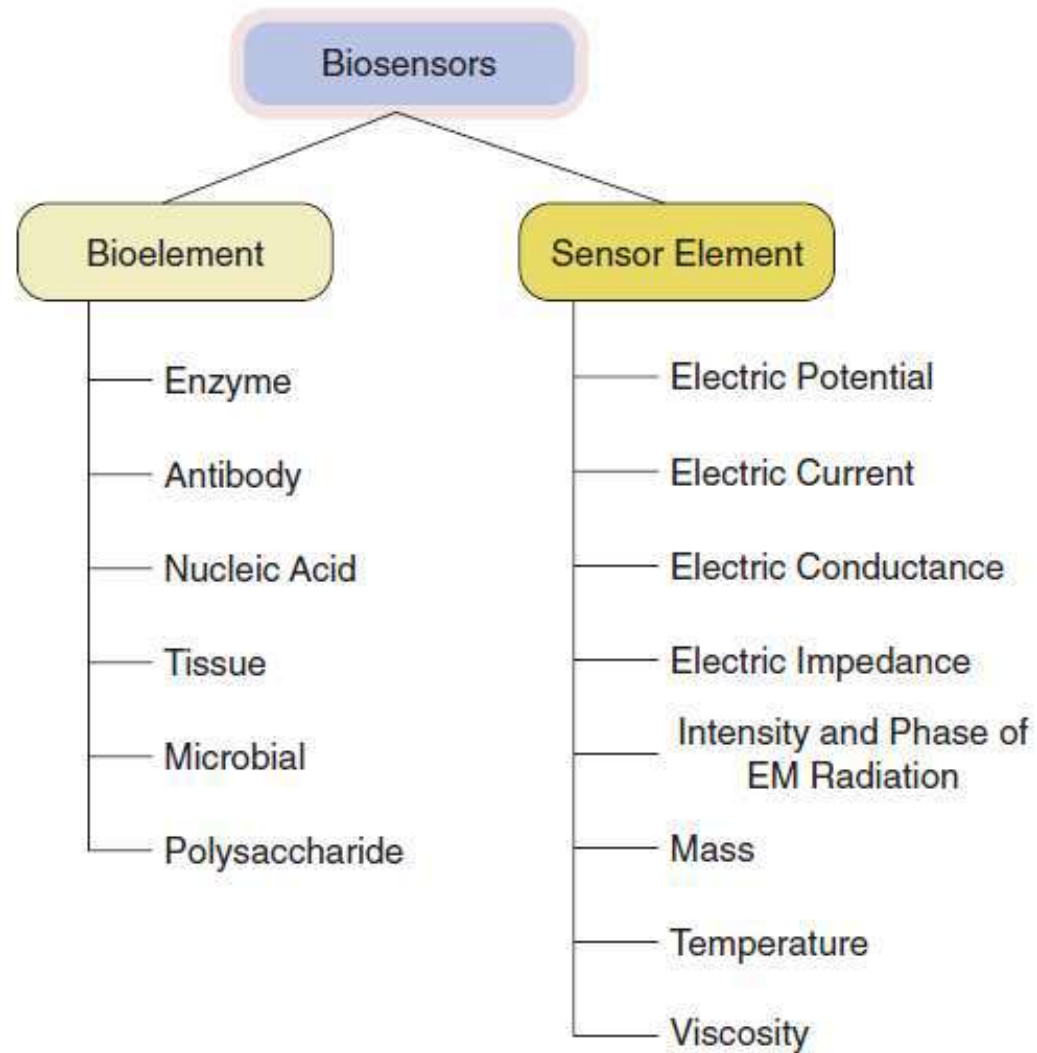 Biosensors
Bioelement
Enzyme
Antibody
Nucleic Acid
Tissue
Microbial
Polysaccharide
Sensor Element
Electric Potential
Electric Current
Electric Conductance
Electric Impedance
Intensity and Phase of
EM Radiation
Mass
Temperature
Viscosity